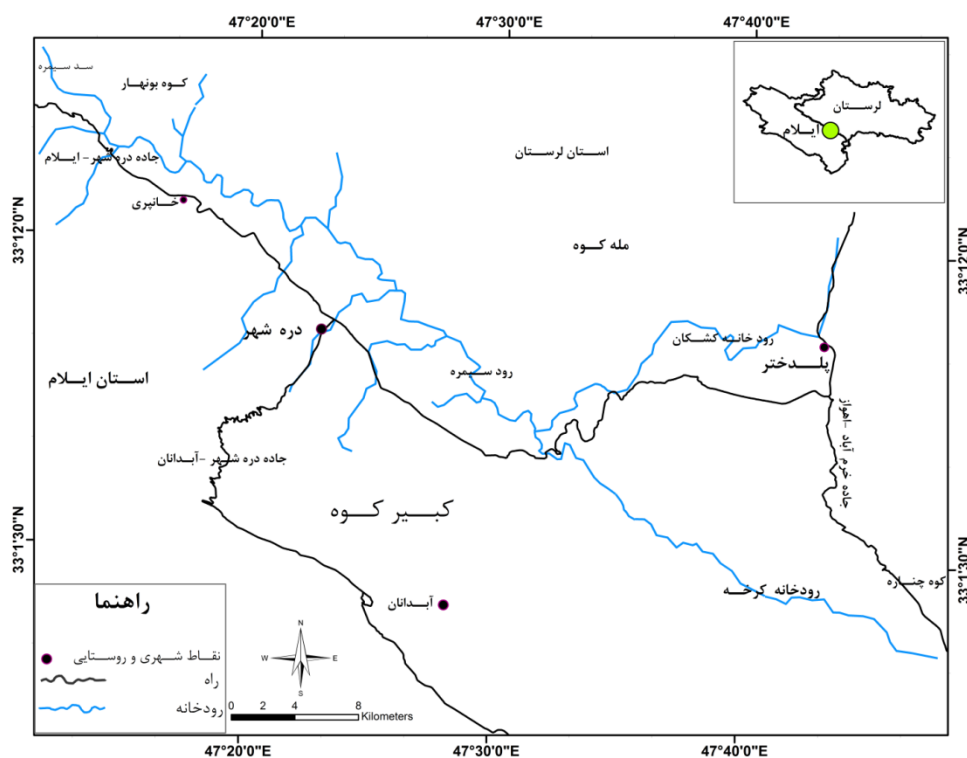 47°20'0"E
47°30'0"E
47°40'0"E
سد سیمره
کوه بونهار
لرستان
ایلام
جاده دره شهر-ایلام
استان لرستان
خانپری
33°12'0"N
33°12'0"N
مله کوه
دره شهر
رود خانه کشکان
پلدختر
رود سیمره
استان ایلام
جاده خرم آباد -اهواز
جاده دره شهر -آبدانان
کبیر کوه
33°1'30"N
33°1'30"N
کوه چناره
رودخانه کرخه
آبدانان
راهنما
نقاط شهری و روستایی
راه
رودخانه
N
W
E
S
0 2 4 8
Kilometers
47°20'0"E
47°30'0"E
47°40'0"E